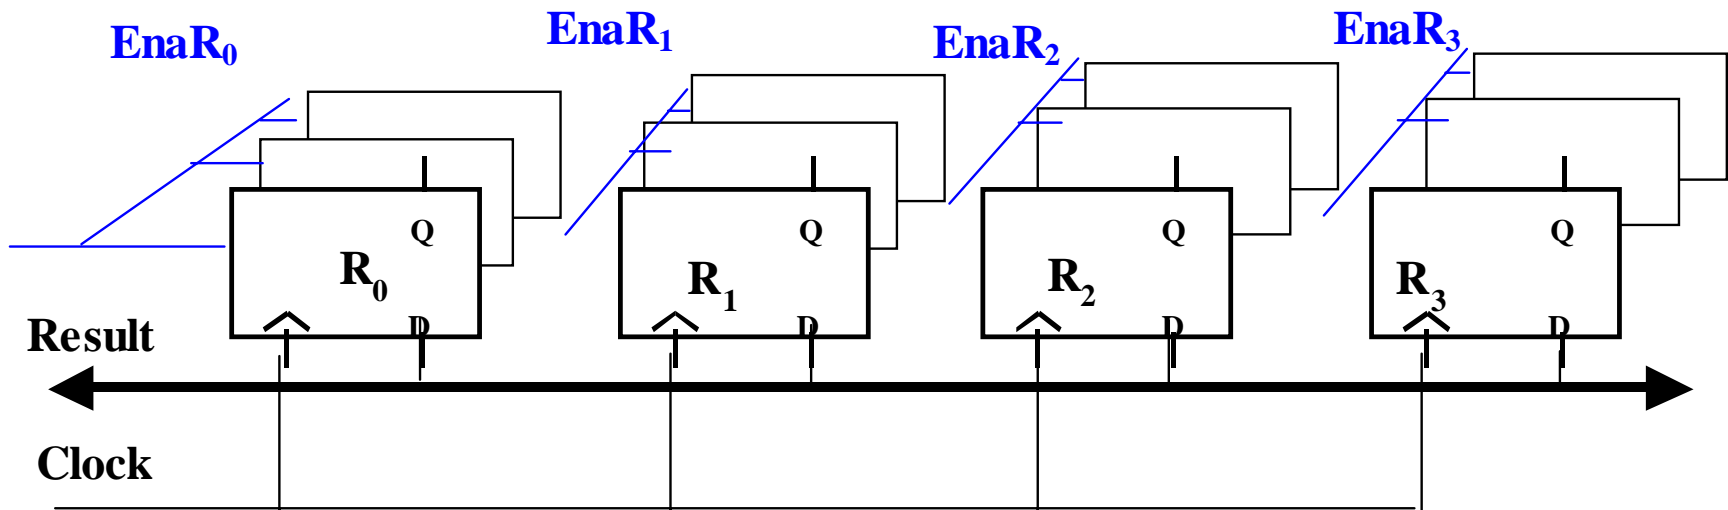 EnaR0 EnaR1 EnaR2 EnaR3
Q Q Q Q
R0 R1 R2 R3
D D D D
Result
Clock